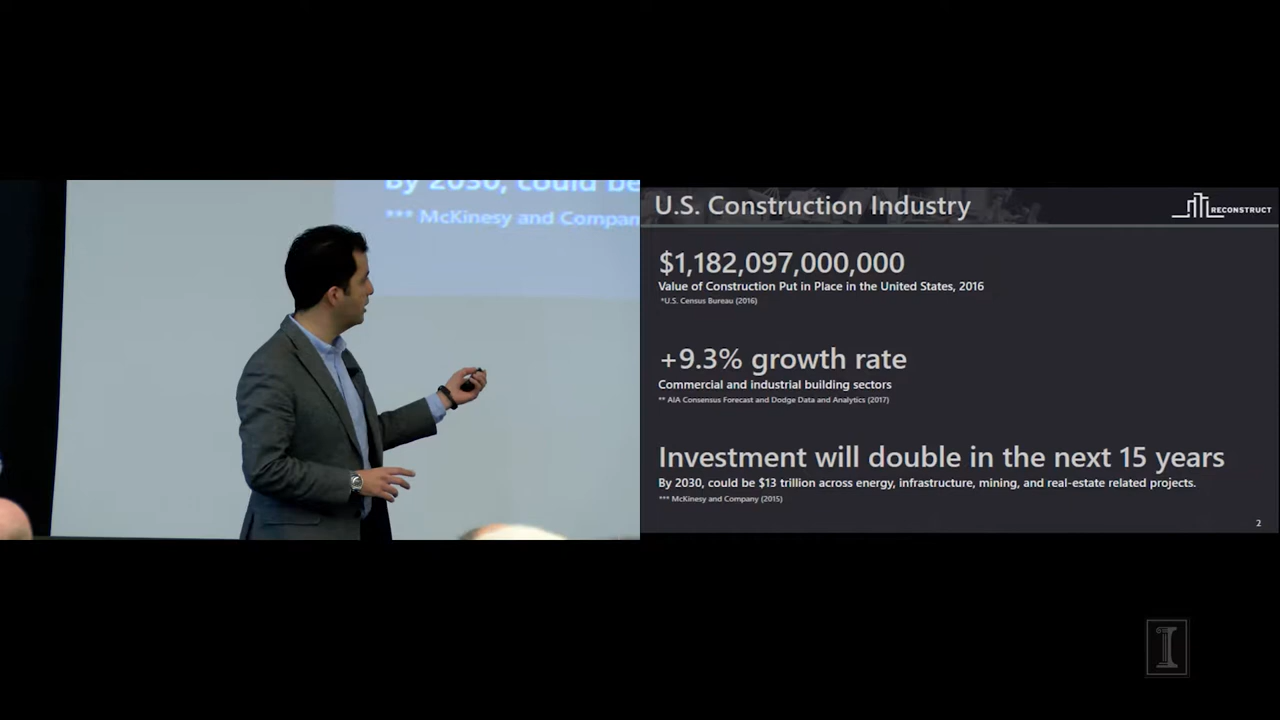 By 2030, could be
*** McKinesy and Compan
U.S. Construction Industry
RECONSTRUCT
$1,182,097,000,000
Value of Construction Put in Place in the United States, 2016
*U.S. Census Bureau (2016)
+9.3% growth rate
Commercial and industrial building sectors
** AIA Consensus Forecast and Dodge Data and Analytics (2017)
Investment will double in the next 15 years
By 2030, could be $13 trillion across energy, infrastructure, mining, and real-estate related projects.
*** McKinesy and Company (2015)
2
I